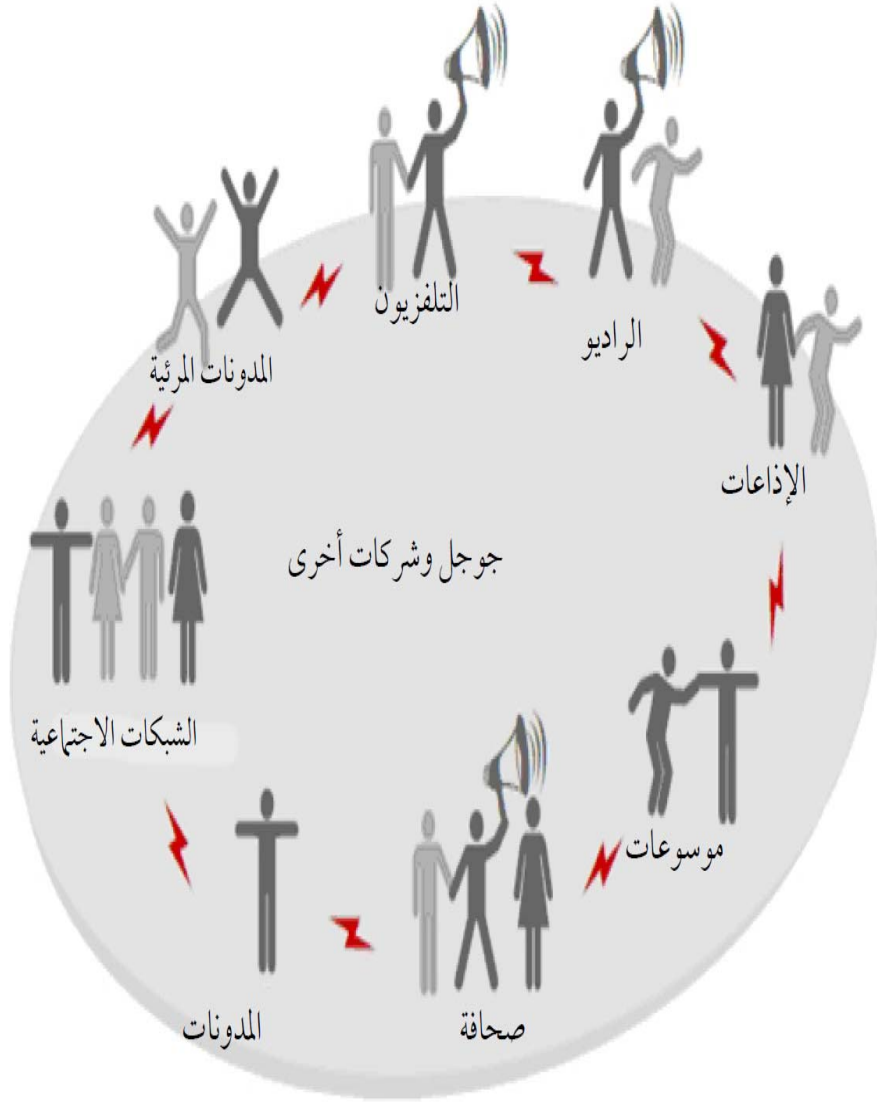 التلفزيون
الراديو
المدونات المرئية
الإذاعات
جوجل وشركات أخرى
الشبكات الاجتماعية
موسوعات
المدونات
صحافة